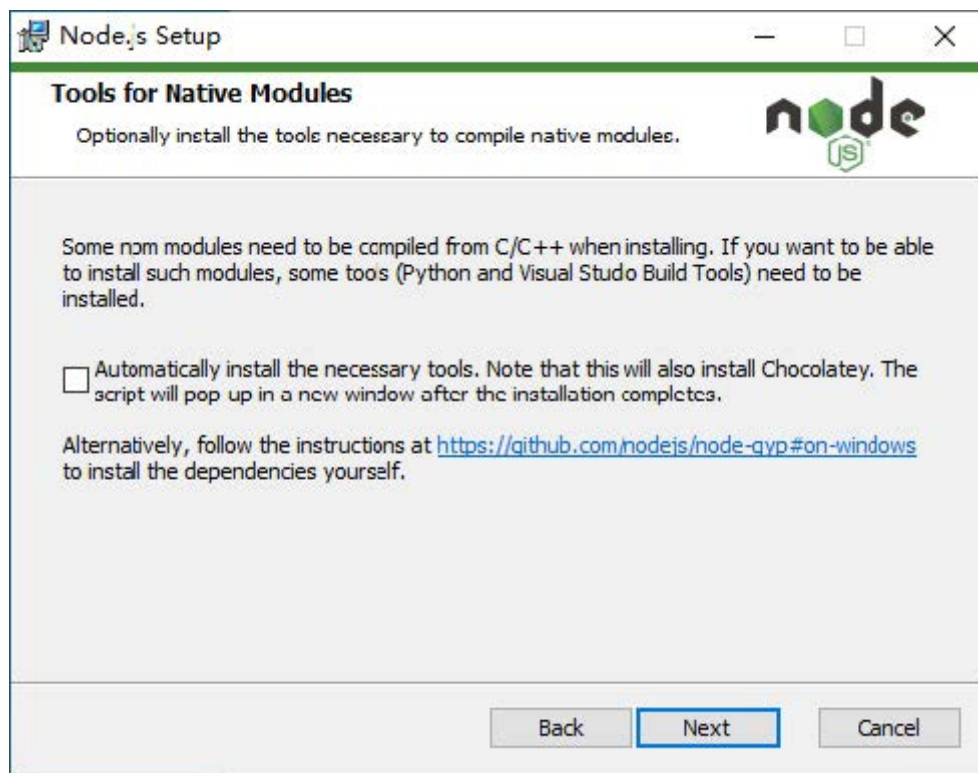 Node.js Setup
Tools for Native Modules
Optionally install the tools necessary to compile native modules.
node
JS
Some npm modules need to be compiled from C/C++ when installing. If you want to be able
to install such modules, some tools (Python and Visual Studo Build Tools) need to be
installed.
Automatically install the necessary tools. Note that this will also install Chocolatey. The
script will pop up in a new window after the installation completes.
Alternatively, follow the instructions at https://github.com/nodejs/node-gyp#on-windows
to install the dependencies yourself.
Back Next Cancel